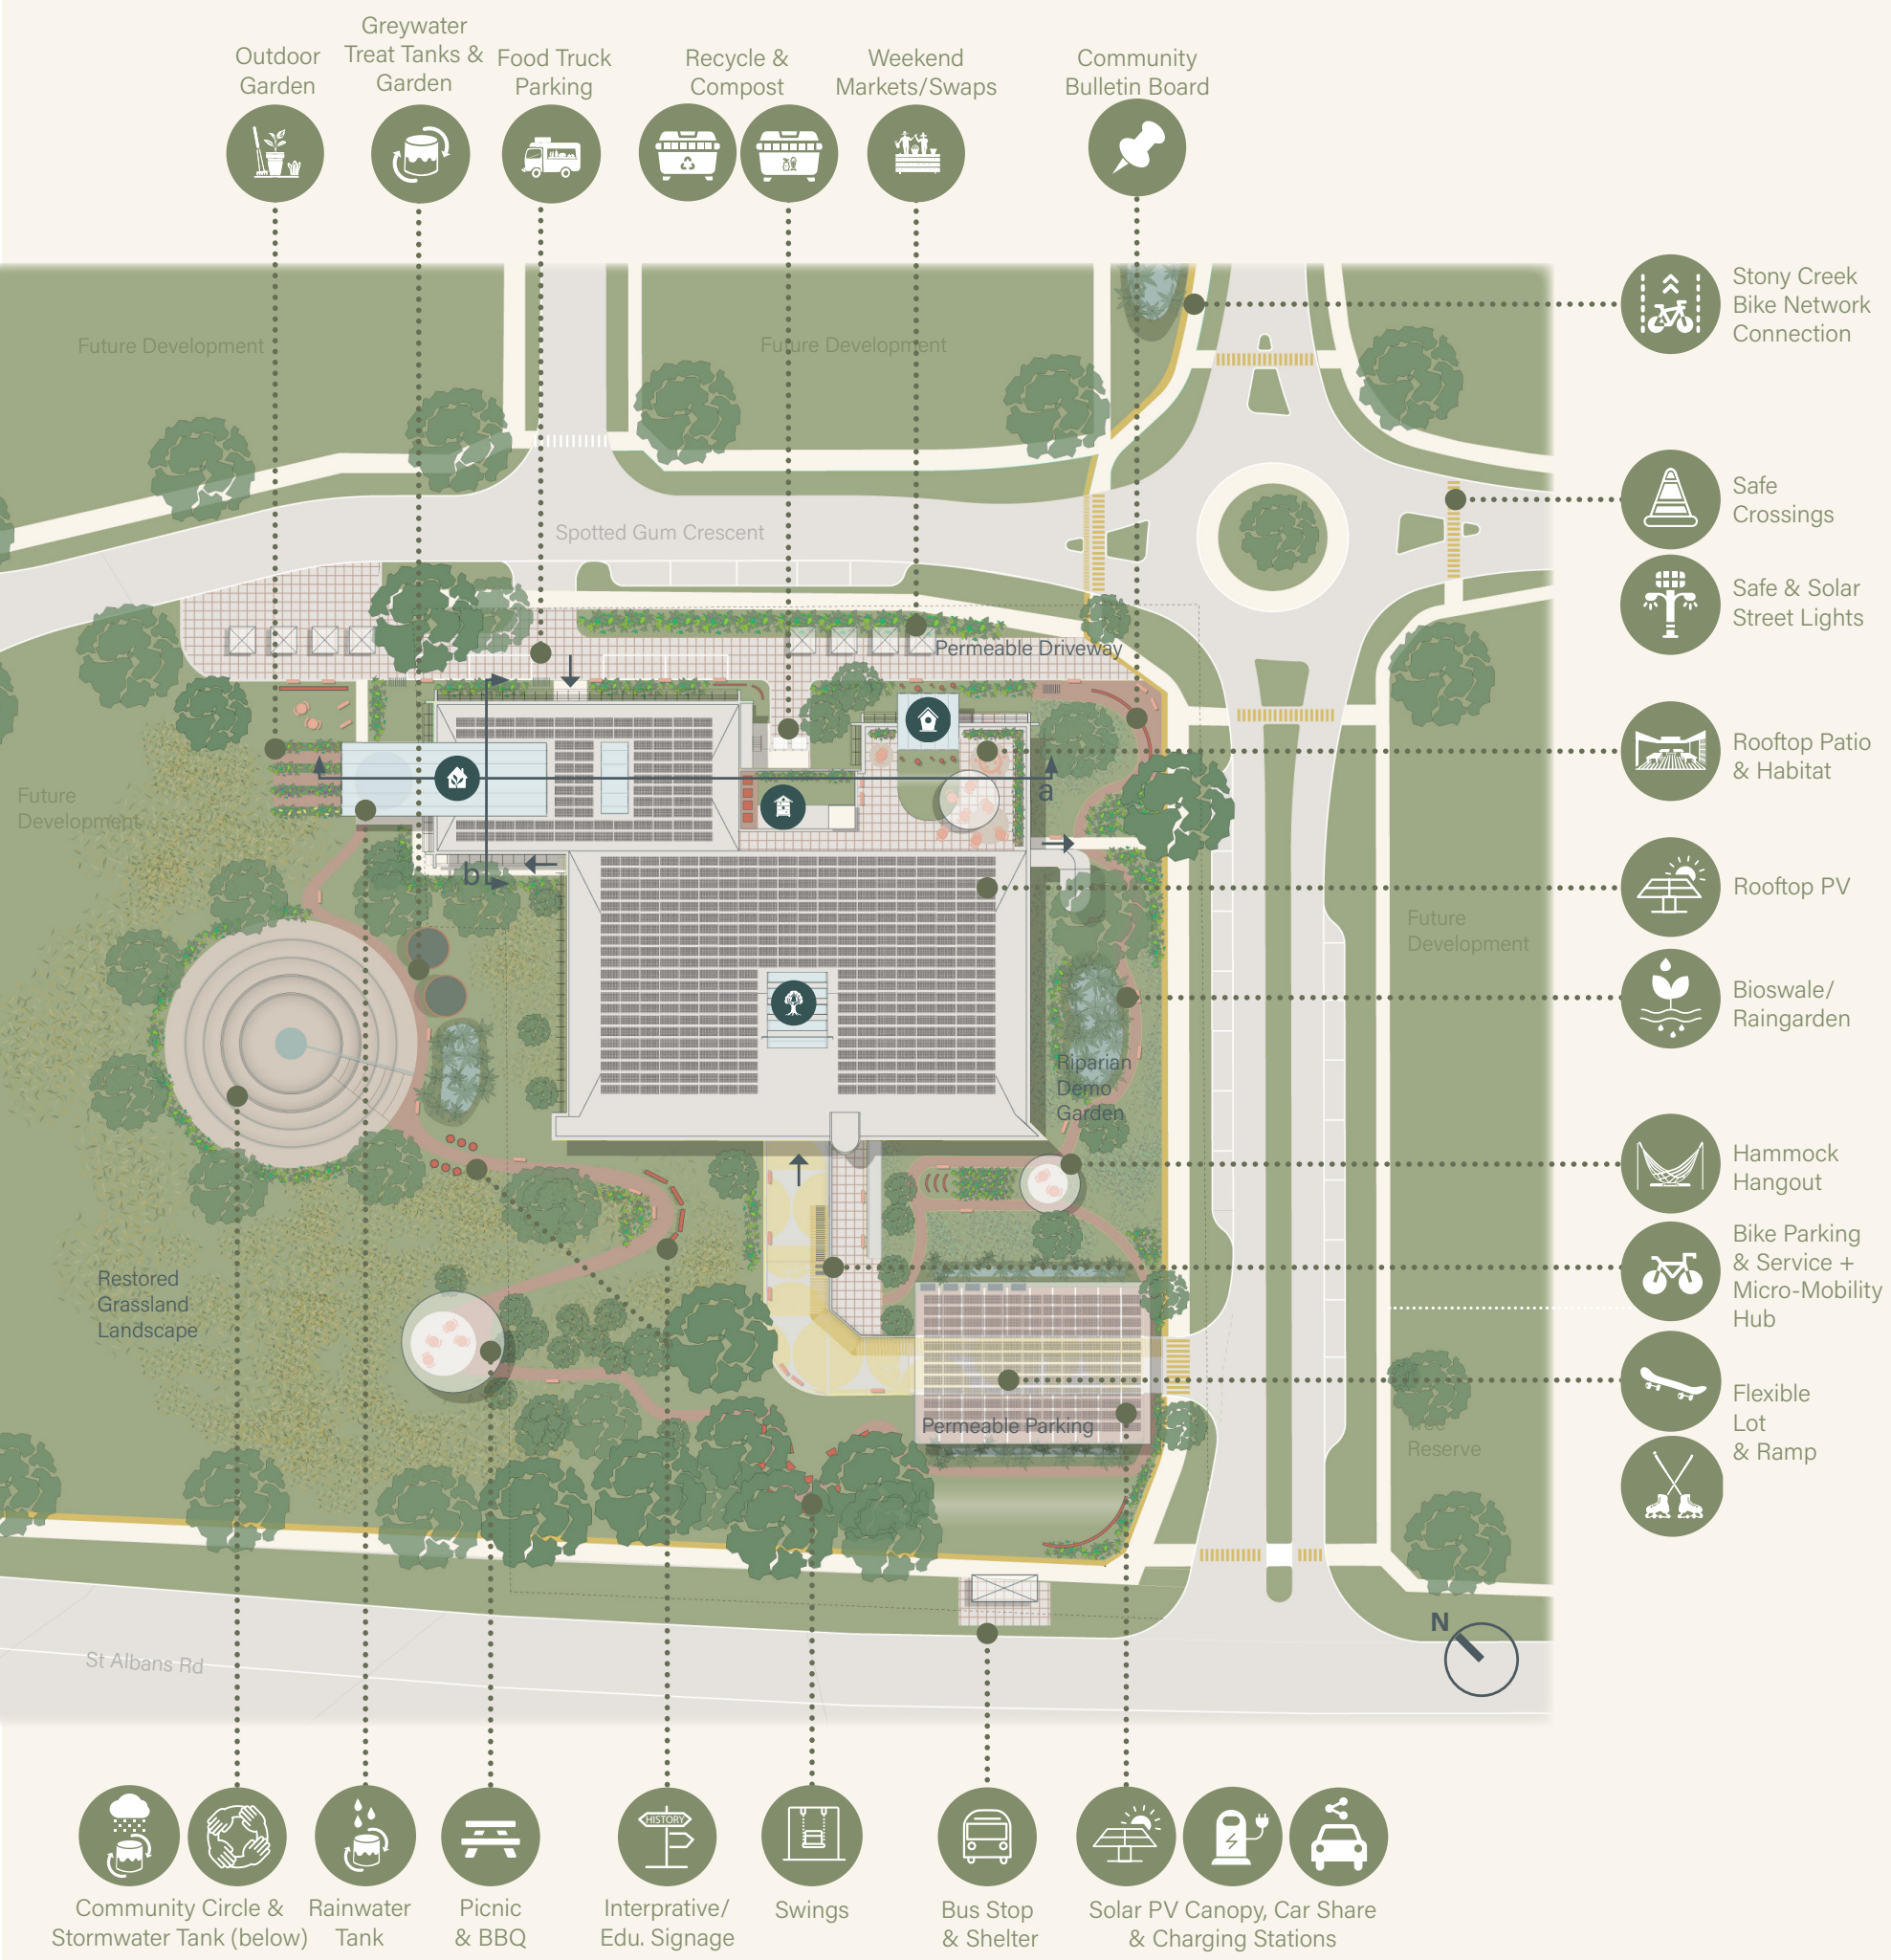 Outdoor
Garden
Greywater
Treat Tanks &
Garden
Food Truck
Parking
Recycle &
Compost
Weekend
Markets/Swaps
Community
Bulletin Board
Stony Creek
Bike Network
Connection
Future Development
Future Development
Safe
Crossings
Spotted Gum Crescent
Safe & Solar
Street Lights
Permeable Driveway
Rooftop Patio
& Habitat
Future
Development
a
b
Rooftop PV
Future
Development
Bioswale/
Raingarden
Riparian
Demo
Garden
Hammock
Hangout
Bike Parking
& Service +
Micro-Mobility
Hub
Restored
Grassland
Landscape
Flexible
Lot
& Ramp
Permeable Parking
Reserve
N
St Albans Rd
HISTORY
Community Circle &
Stormwater Tank (below)
Rainwater
Tank
Picnic
& BBQ
Interprative/
Edu. Signage
Swings
Bus Stop
& Shelter
Solar PV Canopy, Car Share
& Charging Stations